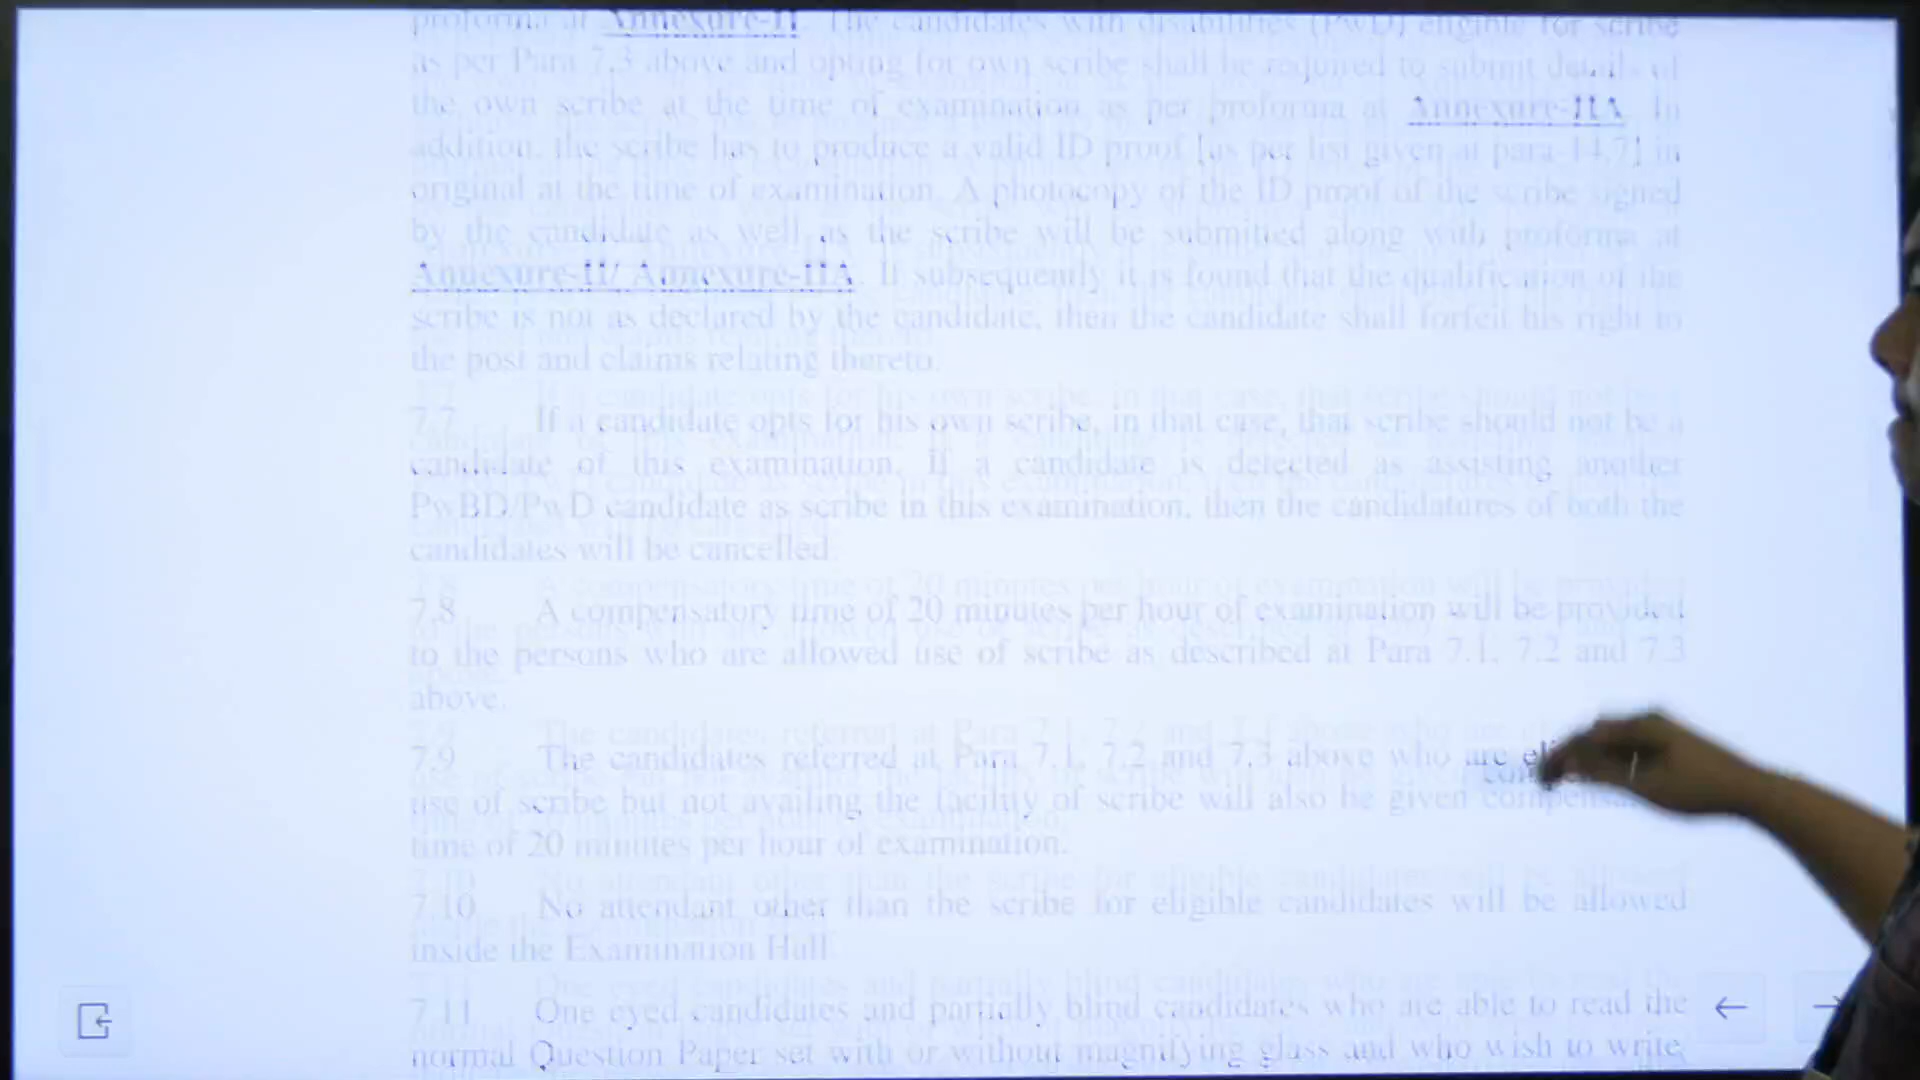 proforma at Annexure-II. The candidates with disabilities (PwD) eligible for scribe
as per Para 7.3 above and opting for own scribe shall be required to submit details of
the own scribe at the time of examination as per proforma at Annexure-IIA. In
addition, the scribe has to produce a valid ID proof [as per list given at para-14.7] in
original at the time of examination. A photocopy of the ID proof of the scribe signed
by the candidate as well as the scribe will be submitted along with proforma at
Annexure-II/ Annexure-IIA. If subsequently it is found that the qualification of the
scribe is not as declared by the candidate, then the candidate shall forfeit his right to
the post and claims relating thereto.
7.7 If a candidate opts for his own scribe, in that case, that scribe should not be a
candidate of this examination. If a candidate is detected as assisting another
PwBD/PwD candidate as scribe in this examination, then the candidatures of both the
candidates will be cancelled.
7.8 A compensatory time of 20 minutes per hour of examination will be provided
to the persons who are allowed use of scribe as described at Para 7.1, 7.2 and 7.3
above.
7.9 The candidates referred at Para 7.1, 7.2 and 7.3 above who are
use of scribe but not availing the facility of scribe will also be given
time of 20 minutes per hour of examination.
7.10 No attendant other than the scribe for eligible candidates will be allowed
inside the Examination Hall.
7.11 One eyed candidates and partially blind candidates who are able to read the
normal Question Paper set with or without magnifying glass and who wish to write/